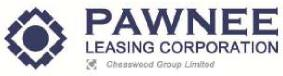 PAWNEE
LEASING CORPORATION
Chesswood Group Limited